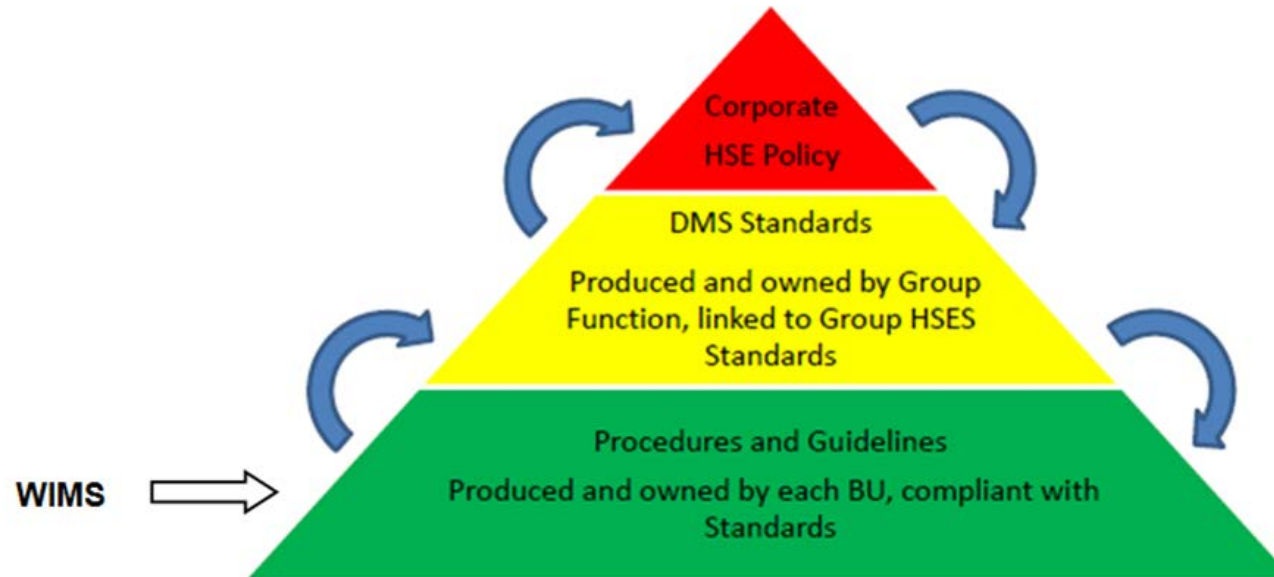 Corporate
HSE Policy
DMS Standards
Produced and owned by Group
Function, linked to Group HSES
Standards
Procedures and Guidelines
WIMS
Produced and owned by each BU, compliant with
Standards